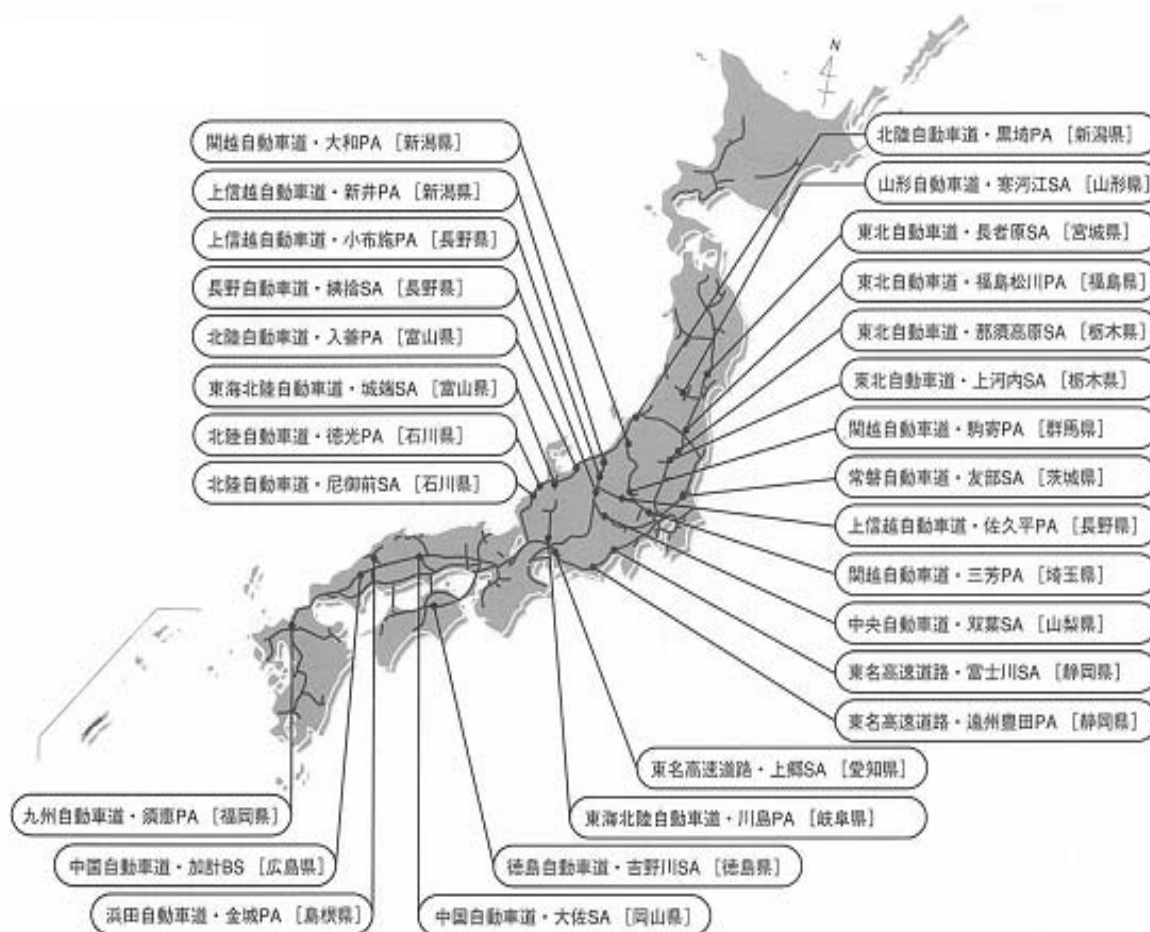 N
関越自動車道・大和PA [新潟県]
上信越自動車道・新井PA [新潟県]
上信越自動車道・小布施PA [長野県]
長野自動車道・姨捨SA [長野県]
北陸自動車道・入善PA [富山県]
東海北陸自動車道・城端SA [富山県]
北陸自動車道・徳光PA [石川県]
北陸自動車道・尼御前SA [石川県]
北陸自動車道・黒埼PA [新潟県]
山形自動車道・寒河江SA [山形県]
東北自動車道・長者原SA [宮城県]
東北自動車道・福島松川PA [福島県]
東北自動車道・那須高原SA [栃木県]
東北自動車道・上河内SA [栃木県]
関越自動車道・駒寄PA [群馬県]
常磐自動車道・友部SA [茨城県]
上信越自動車道・佐久平PA [長野県]
関越自動車道・三芳PA [埼玉県]
中央自動車道・双葉SA [山梨県]
東名高速道路・富士川SA [静岡県]
東名高速道路・遠州豊田PA [静岡県]
東名高速道路・上郷SA [愛知県]
東海北陸自動車道・川島PA [岐阜県]
九州自動車道・須恵PA [福岡県]
中国自動車道・加計BS [広島県]
徳島自動車道・吉野川SA [徳島県]
浜田自動車道・金城PA [島根県]
中国自動車道・大佐SA [岡山県]